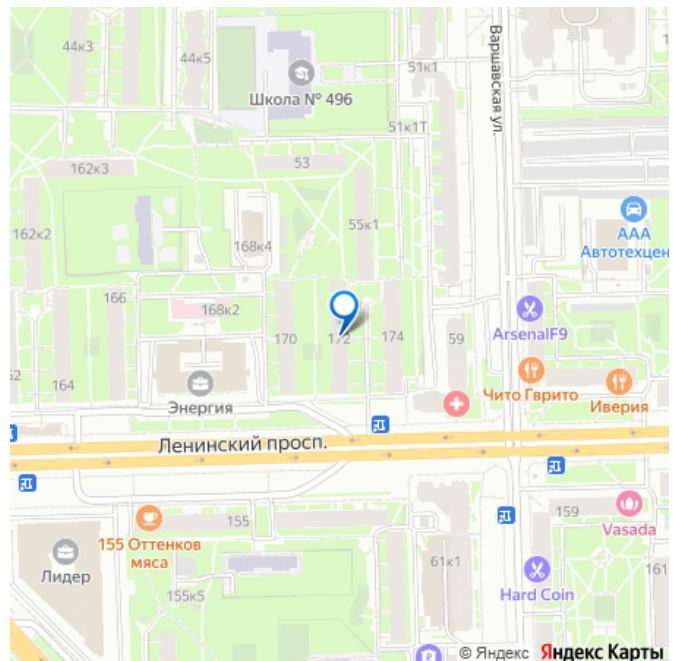 44к3
44к5
51к1
Варшавская ул.
Школа № 496
51к1Т
53
162к3
55к1
ААА
Автотехцен
162к2
168к4
166
168к2
ArsenalF9
170
172
174
59
62
164
Чито Гврито
Иверия
Энергия
Ленинский просп.
155
159
155 Оттенков
мяса
Vasada
Лидер
61к1
161
155к5
Hard Coin
© Яндекс Яндекс Карты